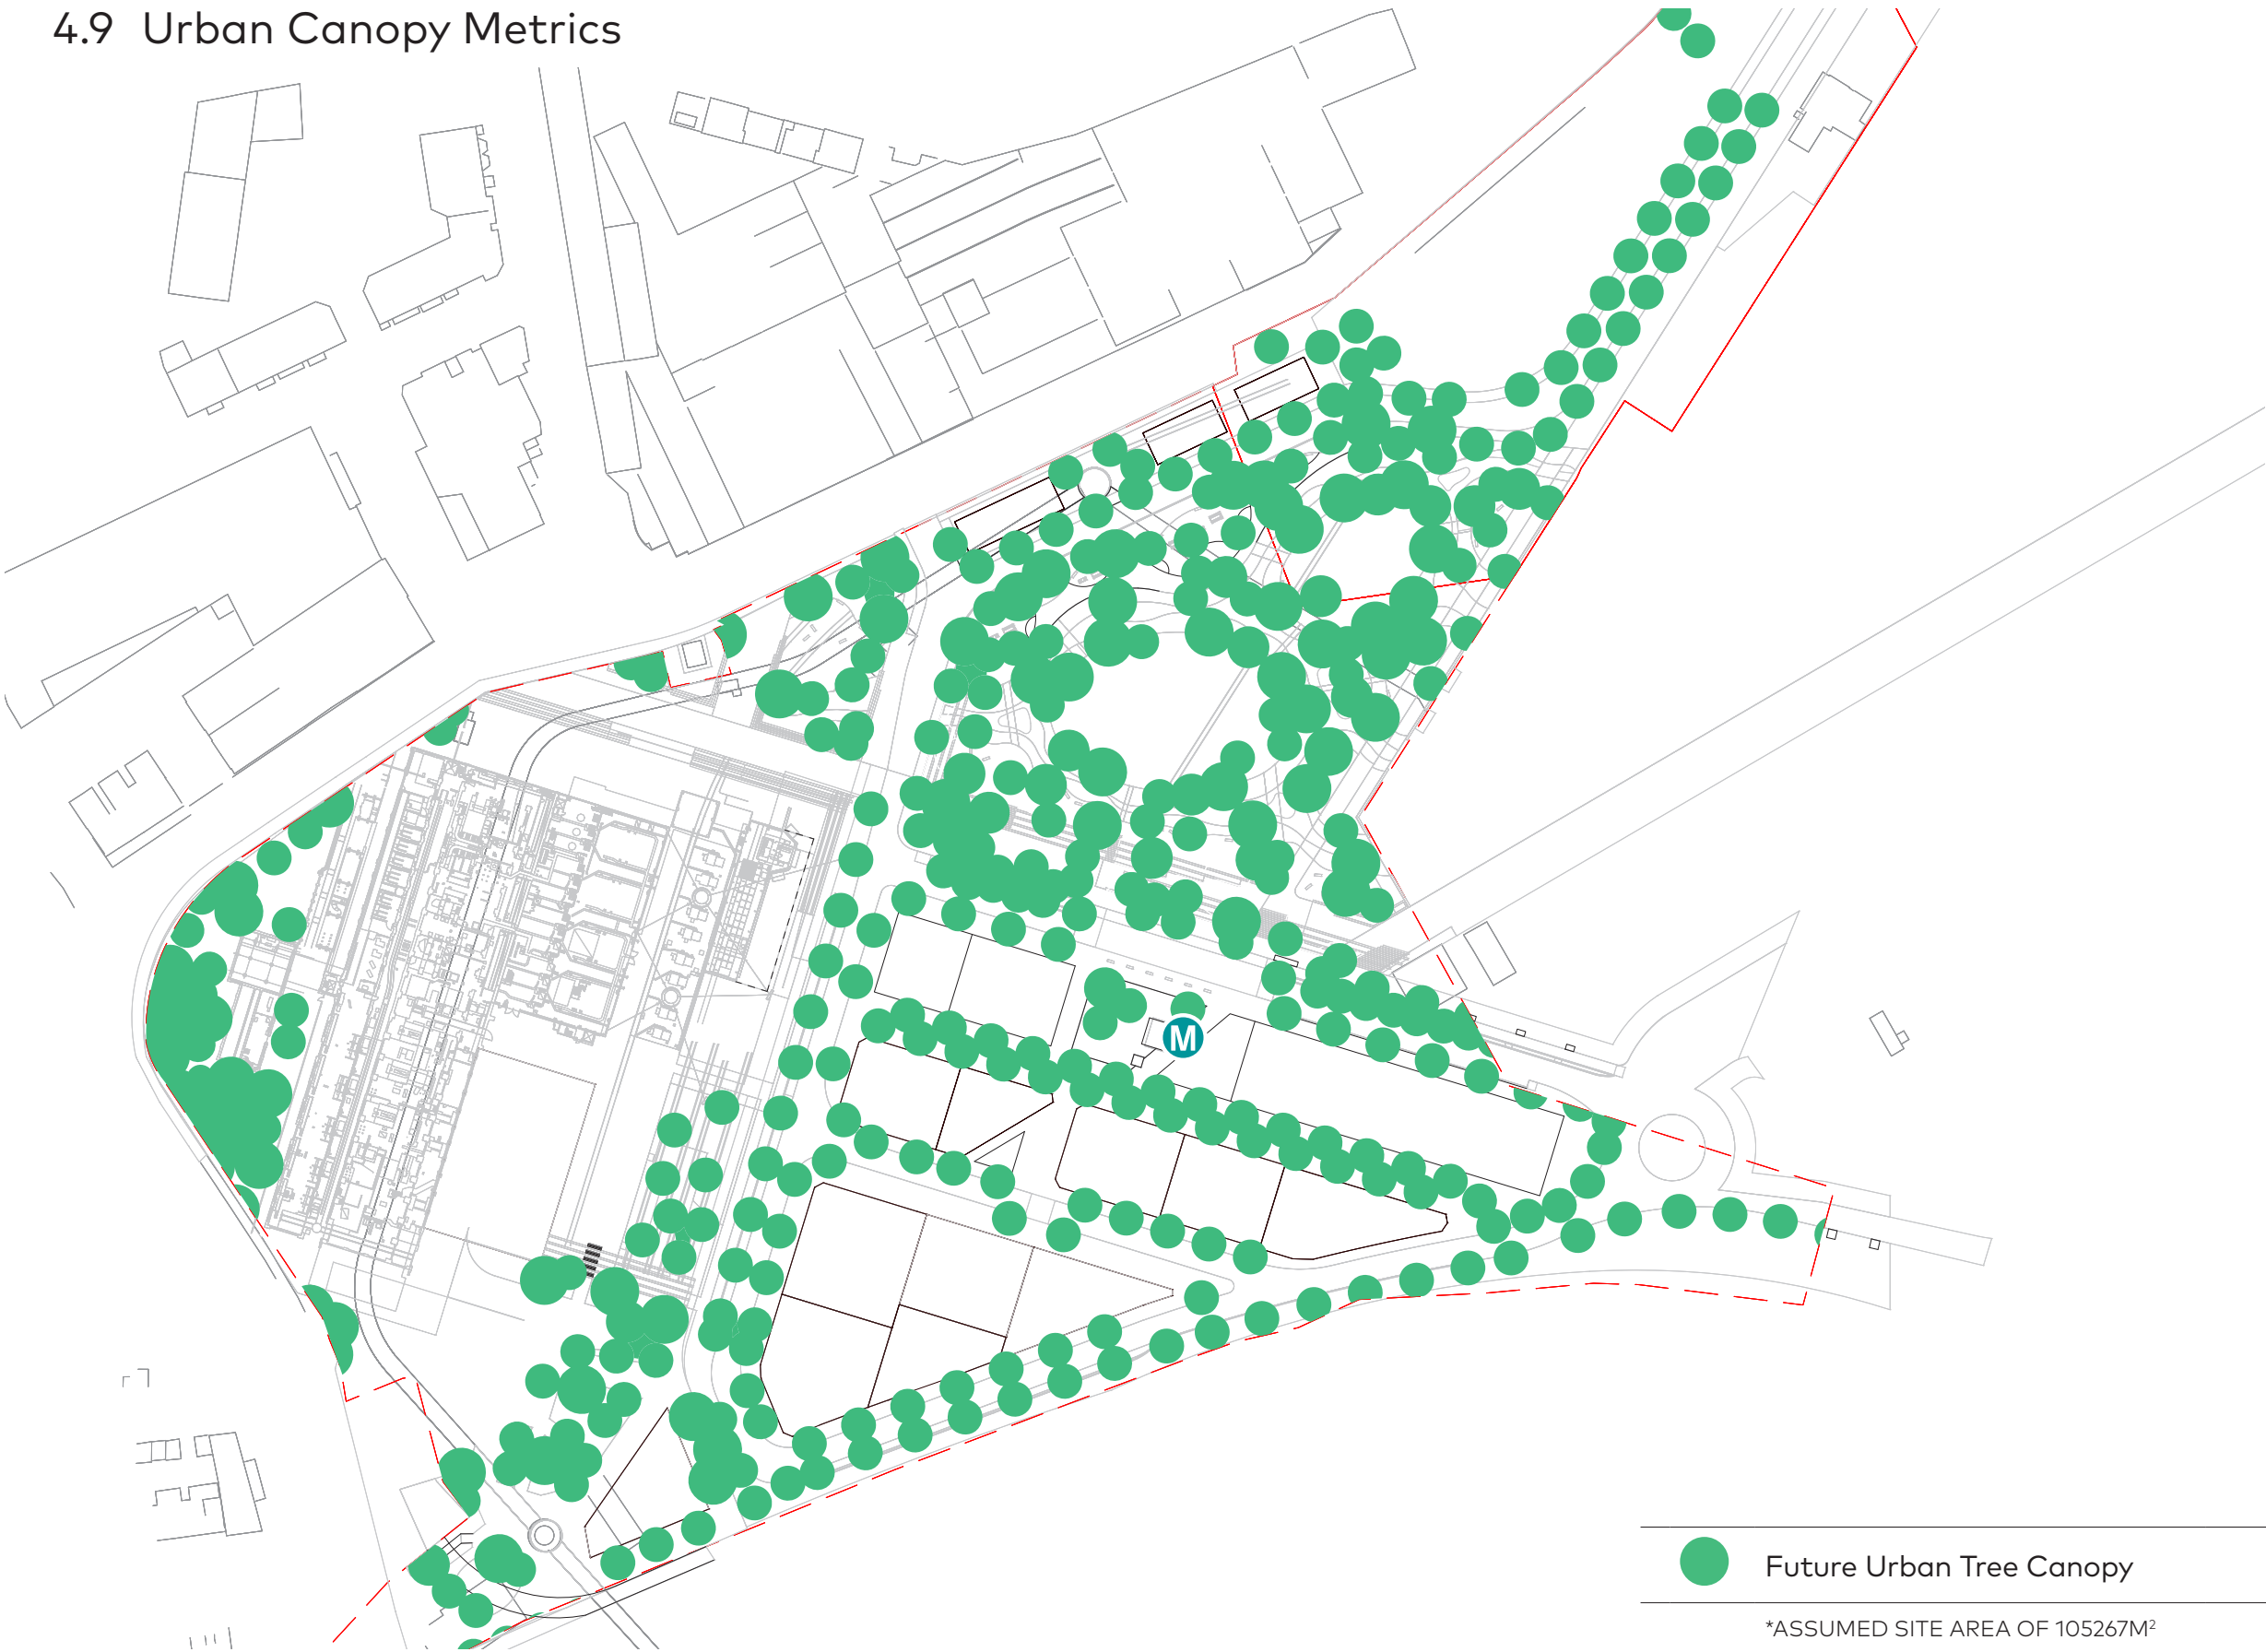 4.9 Urban Canopy Metrics
M
Future Urban Tree Canopy
*ASSUMED SITE AREA OF 105267M²